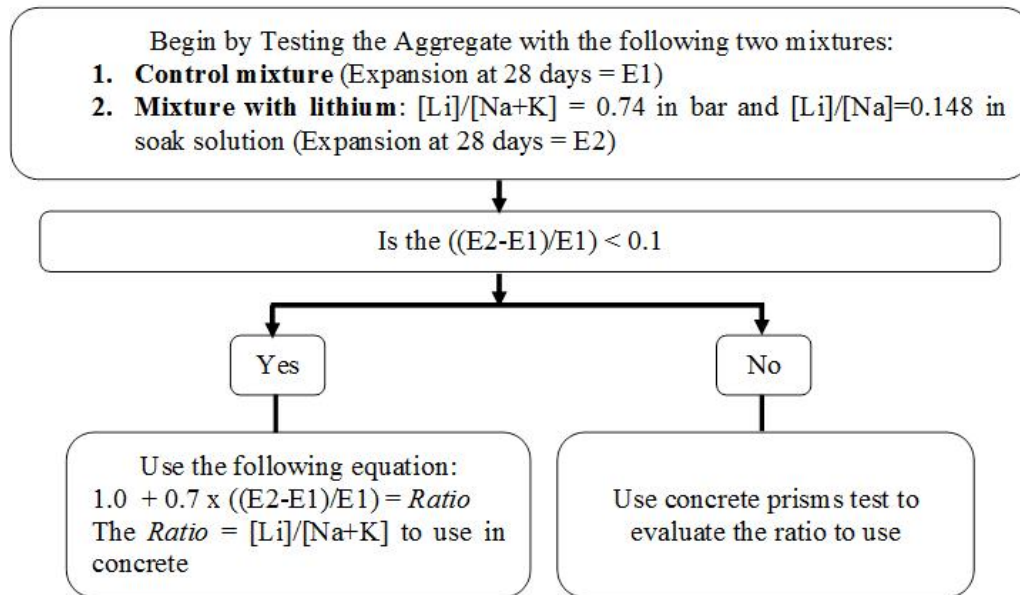 Begin by Testing the Aggregate with the following two mixtures:
1. Control mixture (Expansion at 28 days = E1)
2. Mixture with lithium: [Li]/[Na+K] = 0.74 in bar and [Li]/[Na]=0.148 in
soak solution (Expansion at 28 days = E2)
Is the ((E2-E1)/E1) < 0.1
Yes
No
Use the following equation:
1.0 + 0.7 x ((E2-E1)/E1) = Ratio
The Ratio = [Li]/[Na+K] to use in
concrete
Use concrete prisms test to
evaluate the ratio to use